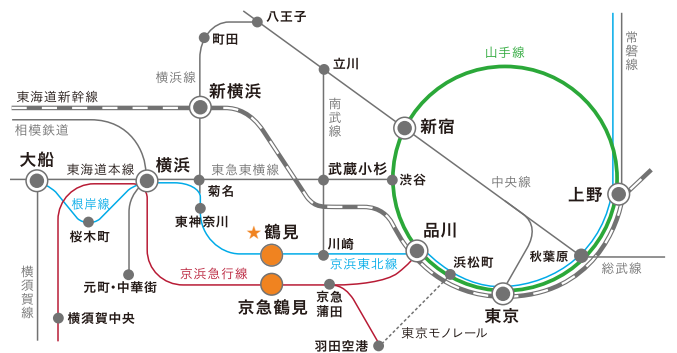 八王子
町田
立川
常磐線
山手線
横浜線
新横浜
東海道新幹線
南武線
相模鉄道
新宿
大船
東海道本線
横浜
東急東横線
武蔵小杉
渋谷
中央線
菊名
上野
根岸線
東神奈川
★鶴見
品川
桜木町
川崎
京浜東北線
浜松町
秋葉原
総武線
京浜急行線
横須賀線
元町・中華街
京急鶴見
京急
蒲田
東京
横須賀中央
東京モノレール
羽田空港